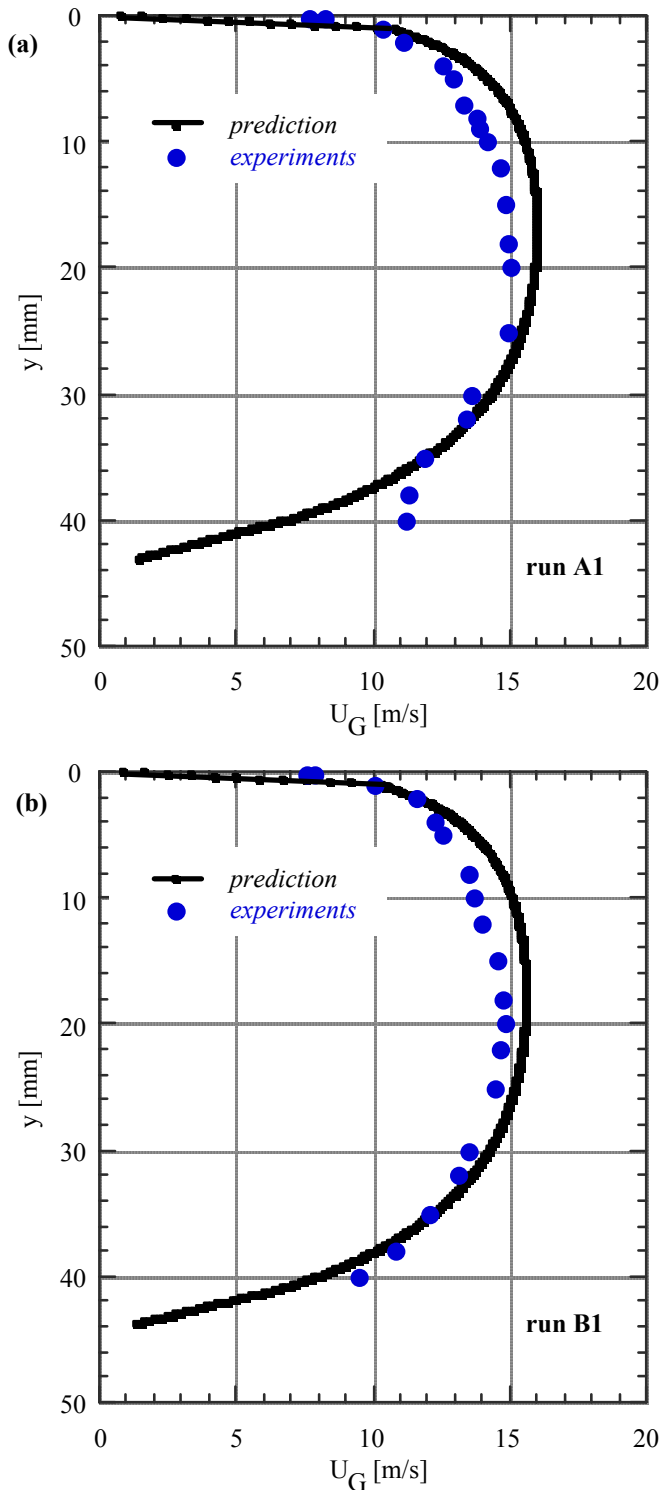 (a)
0
10
20
30
40
50
y [mm]
prediction
experiments
run A1
0 5 10 15 20
U_G [m/s]
(b)
0
10
20
30
40
50
y [mm]
prediction
experiments
run B1
0 5 10 15 20
U_G [m/s]